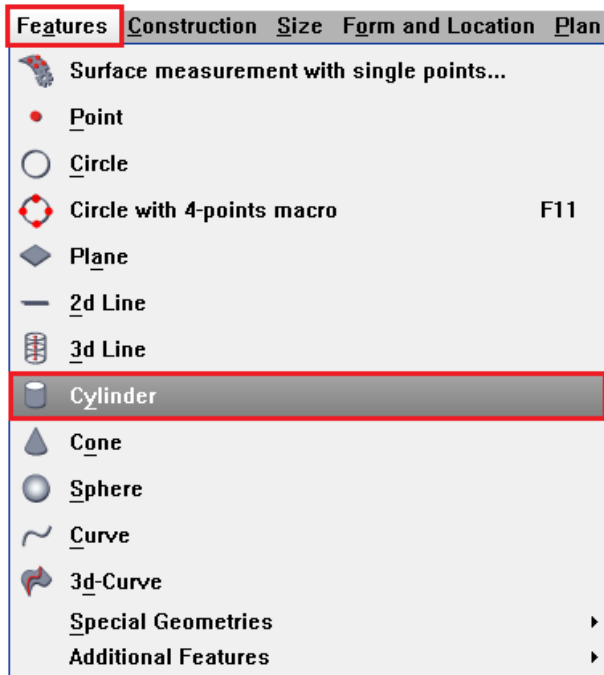 Features Construction Size Form and Location Plan
Surface measurement with single points...
Point
Circle
Circle with 4-points macro F11
Plane
2d Line
3d Line
Cylinder
Cone
Sphere
Curve
3d-Curve
Special Geometries
Additional Features